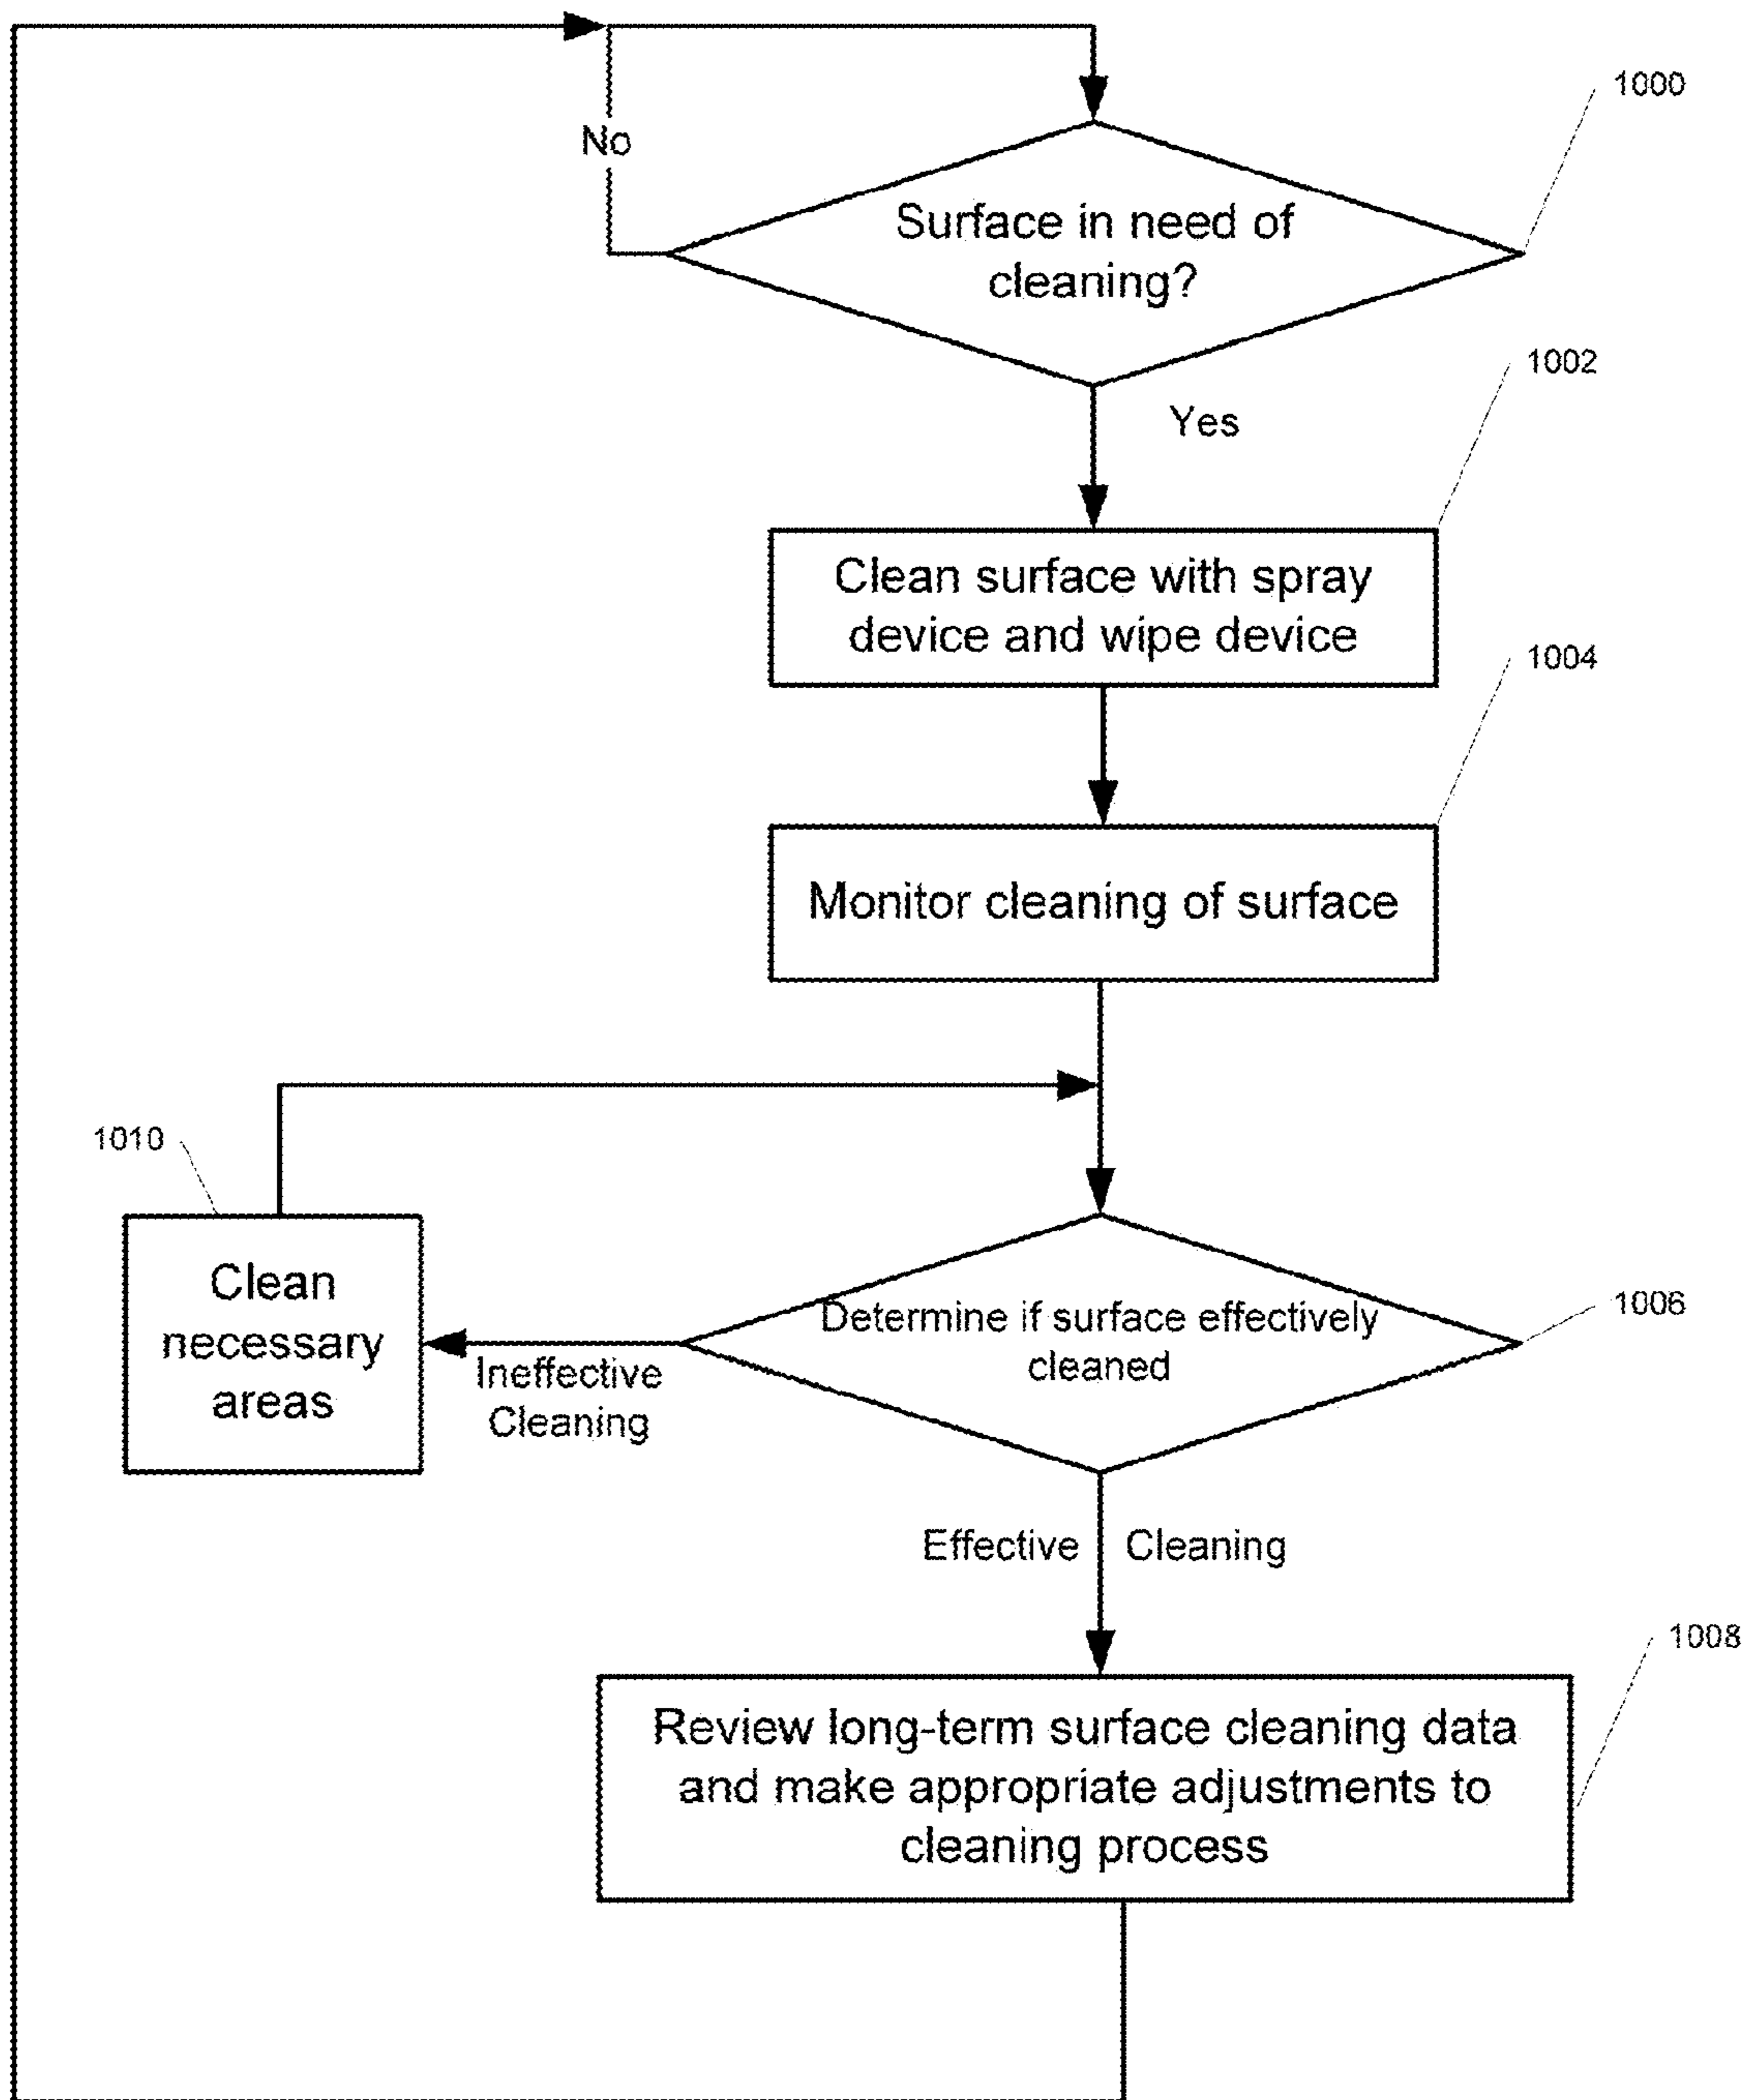 1000
No
Surface in need of
cleaning?
1002
Yes
Clean surface with spray
device and wipe device
1004
Monitor cleaning of surface
1010
Clean
necessary
areas
Ineffective
Cleaning
Determine if surface effectively
cleaned
1006
Effective Cleaning
1008
Review long-term surface cleaning data
and make appropriate adjustments to
cleaning process